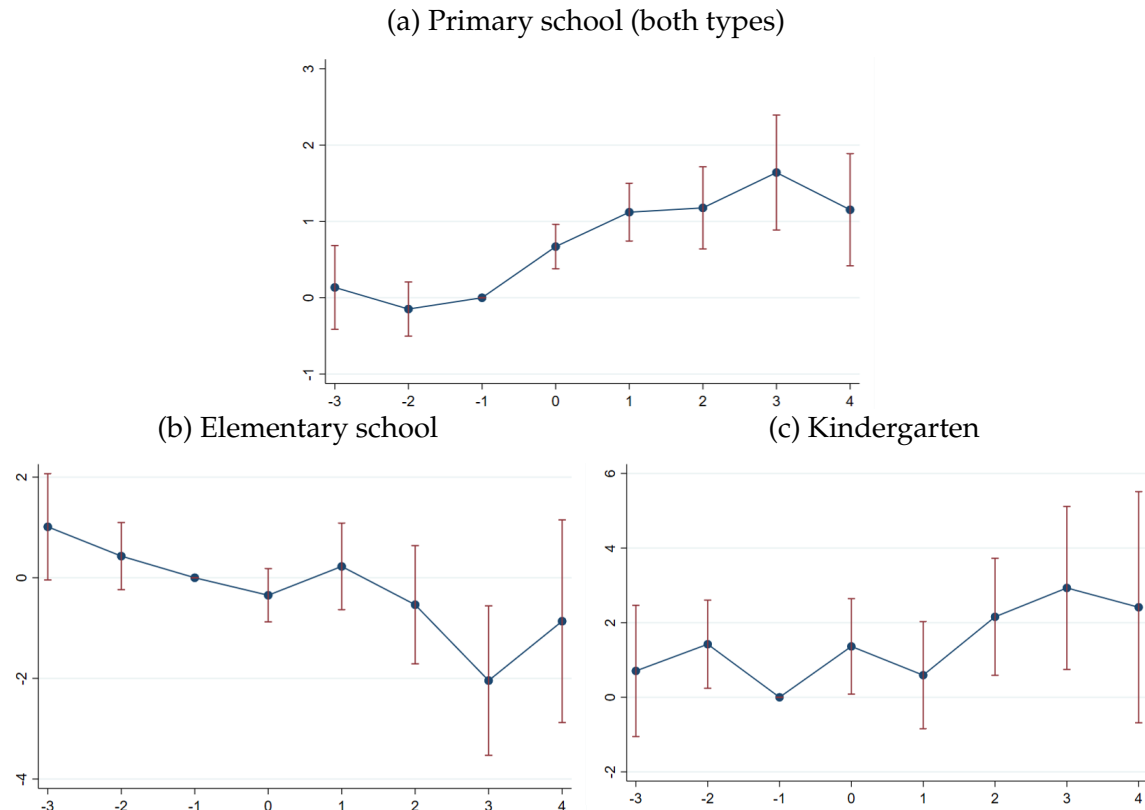 (a) Primary school (both types)
3
2
1
0
-1
-3 -2 -1 0 1 2 3 4
(b) Elementary school
2
0
-2
-4
-3 -2 -1 0 1 2 3 4
(c) Kindergarten
6
4
2
0
-2
-3 -2 -1 0 1 2 3 4